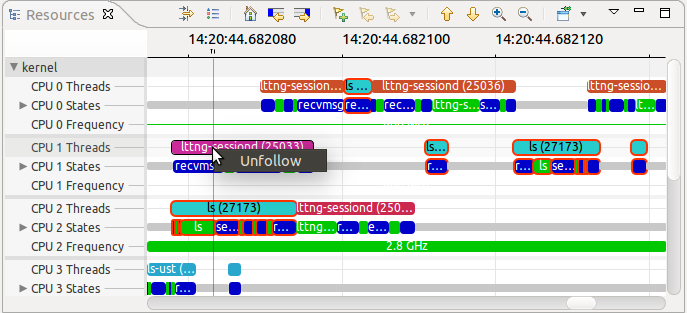 Resources
14:20:44.682080 14:20:44.682100 14:20:44.682120
kernel
CPU 0 Threads lttng-sessiond ls ... lttng-sessiond (25036) lttng-sessio...
CPU 0 States recvmsg re... rec... lttng-s... s... lt...
CPU 0 Frequency
CPU 1 Threads lttng-sessiond (25033) ls... ls (27173)
Unfollow
CPU 1 States recvms r... r... ls se...
CPU 1 Frequency
CPU 2 Threads ls (27173) lttng-sessiond (250...
CPU 2 States ls se... r... lttng... r... e...
CPU 2 Frequency 2.8 GHz
CPU 3 Threads ls-ust (...
CPU 3 States r...